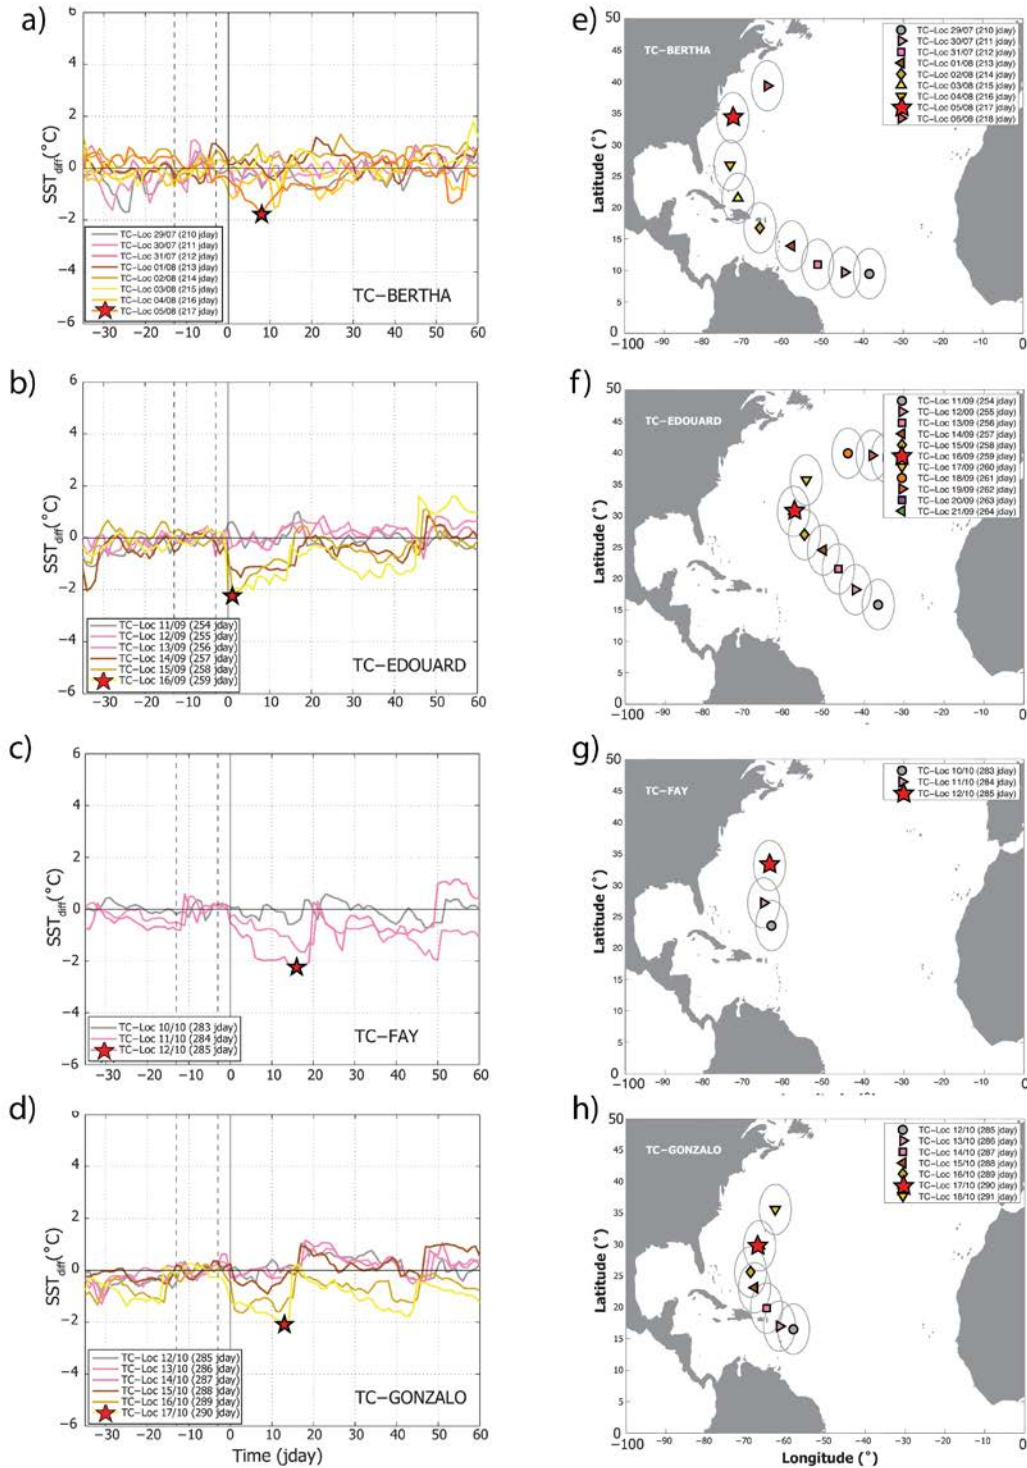 a)
6
4
2
0
−2
−4
−6
SST_diff(°C)
TC−Loc 29/07 (210 jday)
TC−Loc 30/07 (211 jday)
TC−Loc 31/07 (212 jday)
TC−Loc 01/08 (213 jday)
TC−Loc 02/08 (214 jday)
TC−Loc 03/08 (215 jday)
TC−Loc 04/08 (216 jday)
TC−Loc 05/08 (217 jday)
TC−BERTHA
−30 −20 −10 0 10 20 30 40 50 60
e)
50
45
40
35
30
25
20
15
10
5
0
Latitude (°)
TC-BERTHA
TC−Loc 29/07 (210 jday)
TC−Loc 30/07 (211 jday)
TC−Loc 31/07 (212 jday)
TC−Loc 01/08 (213 jday)
TC−Loc 02/08 (214 jday)
TC−Loc 03/08 (215 jday)
TC−Loc 04/08 (216 jday)
TC−Loc 05/08 (217 jday)
TC−Loc 06/08 (218 jday)
−100 −90 −80 −70 −60 −50 −40 −30 −20 −10 0
b)
6
4
2
0
−2
−4
−6
SST_diff(°C)
TC−Loc 11/09 (254 jday)
TC−Loc 12/09 (255 jday)
TC−Loc 13/09 (256 jday)
TC−Loc 14/09 (257 jday)
TC−Loc 15/09 (258 jday)
TC−Loc 16/09 (259 jday)
TC−EDOUARD
−30 −20 −10 0 10 20 30 40 50 60
f)
50
45
40
35
30
25
20
15
10
5
0
Latitude (°)
TC-EDOUARD
TC−Loc 11/09 (254 jday)
TC−Loc 12/09 (255 jday)
TC−Loc 13/09 (256 jday)
TC−Loc 14/09 (257 jday)
TC−Loc 15/09 (258 jday)
TC−Loc 16/09 (259 jday)
TC−Loc 17/09 (260 jday)
TC−Loc 18/09 (261 jday)
TC−Loc 19/09 (262 jday)
TC−Loc 20/09 (263 jday)
TC−Loc 21/09 (264 jday)
−100 −90 −80 −70 −60 −50 −40 −30 −20 −10 0
c)
6
4
2
0
−2
−4
−6
SST_diff(°C)
TC−Loc 10/10 (283 jday)
TC−Loc 11/10 (284 jday)
TC−Loc 12/10 (285 jday)
TC−FAY
−30 −20 −10 0 10 20 30 40 50 60
g)
50
45
40
35
30
25
20
15
10
5
0
Latitude (°)
TC-FAY
TC−Loc 10/10 (283 jday)
TC−Loc 11/10 (284 jday)
TC−Loc 12/10 (285 jday)
−100 −90 −80 −70 −60 −50 −40 −30 −20 −10 0
d)
6
4
2
0
−2
−4
−6
SST_diff(°C)
TC−Loc 12/10 (285 jday)
TC−Loc 13/10 (286 jday)
TC−Loc 14/10 (287 jday)
TC−Loc 15/10 (288 jday)
TC−Loc 16/10 (289 jday)
TC−Loc 17/10 (290 jday)
TC−GONZALO
−30 −20 −10 0 10 20 30 40 50 60
Time (jday)
h)
50
45
40
35
30
25
20
15
10
5
0
Latitude (°)
TC-GONZALO
TC−Loc 12/10 (285 jday)
TC−Loc 13/10 (286 jday)
TC−Loc 14/10 (287 jday)
TC−Loc 15/10 (288 jday)
TC−Loc 16/10 (289 jday)
TC−Loc 17/10 (290 jday)
TC−Loc 18/10 (291 jday)
−100 −90 −80 −70 −60 −50 −40 −30 −20 −10 0
Longitude (°)